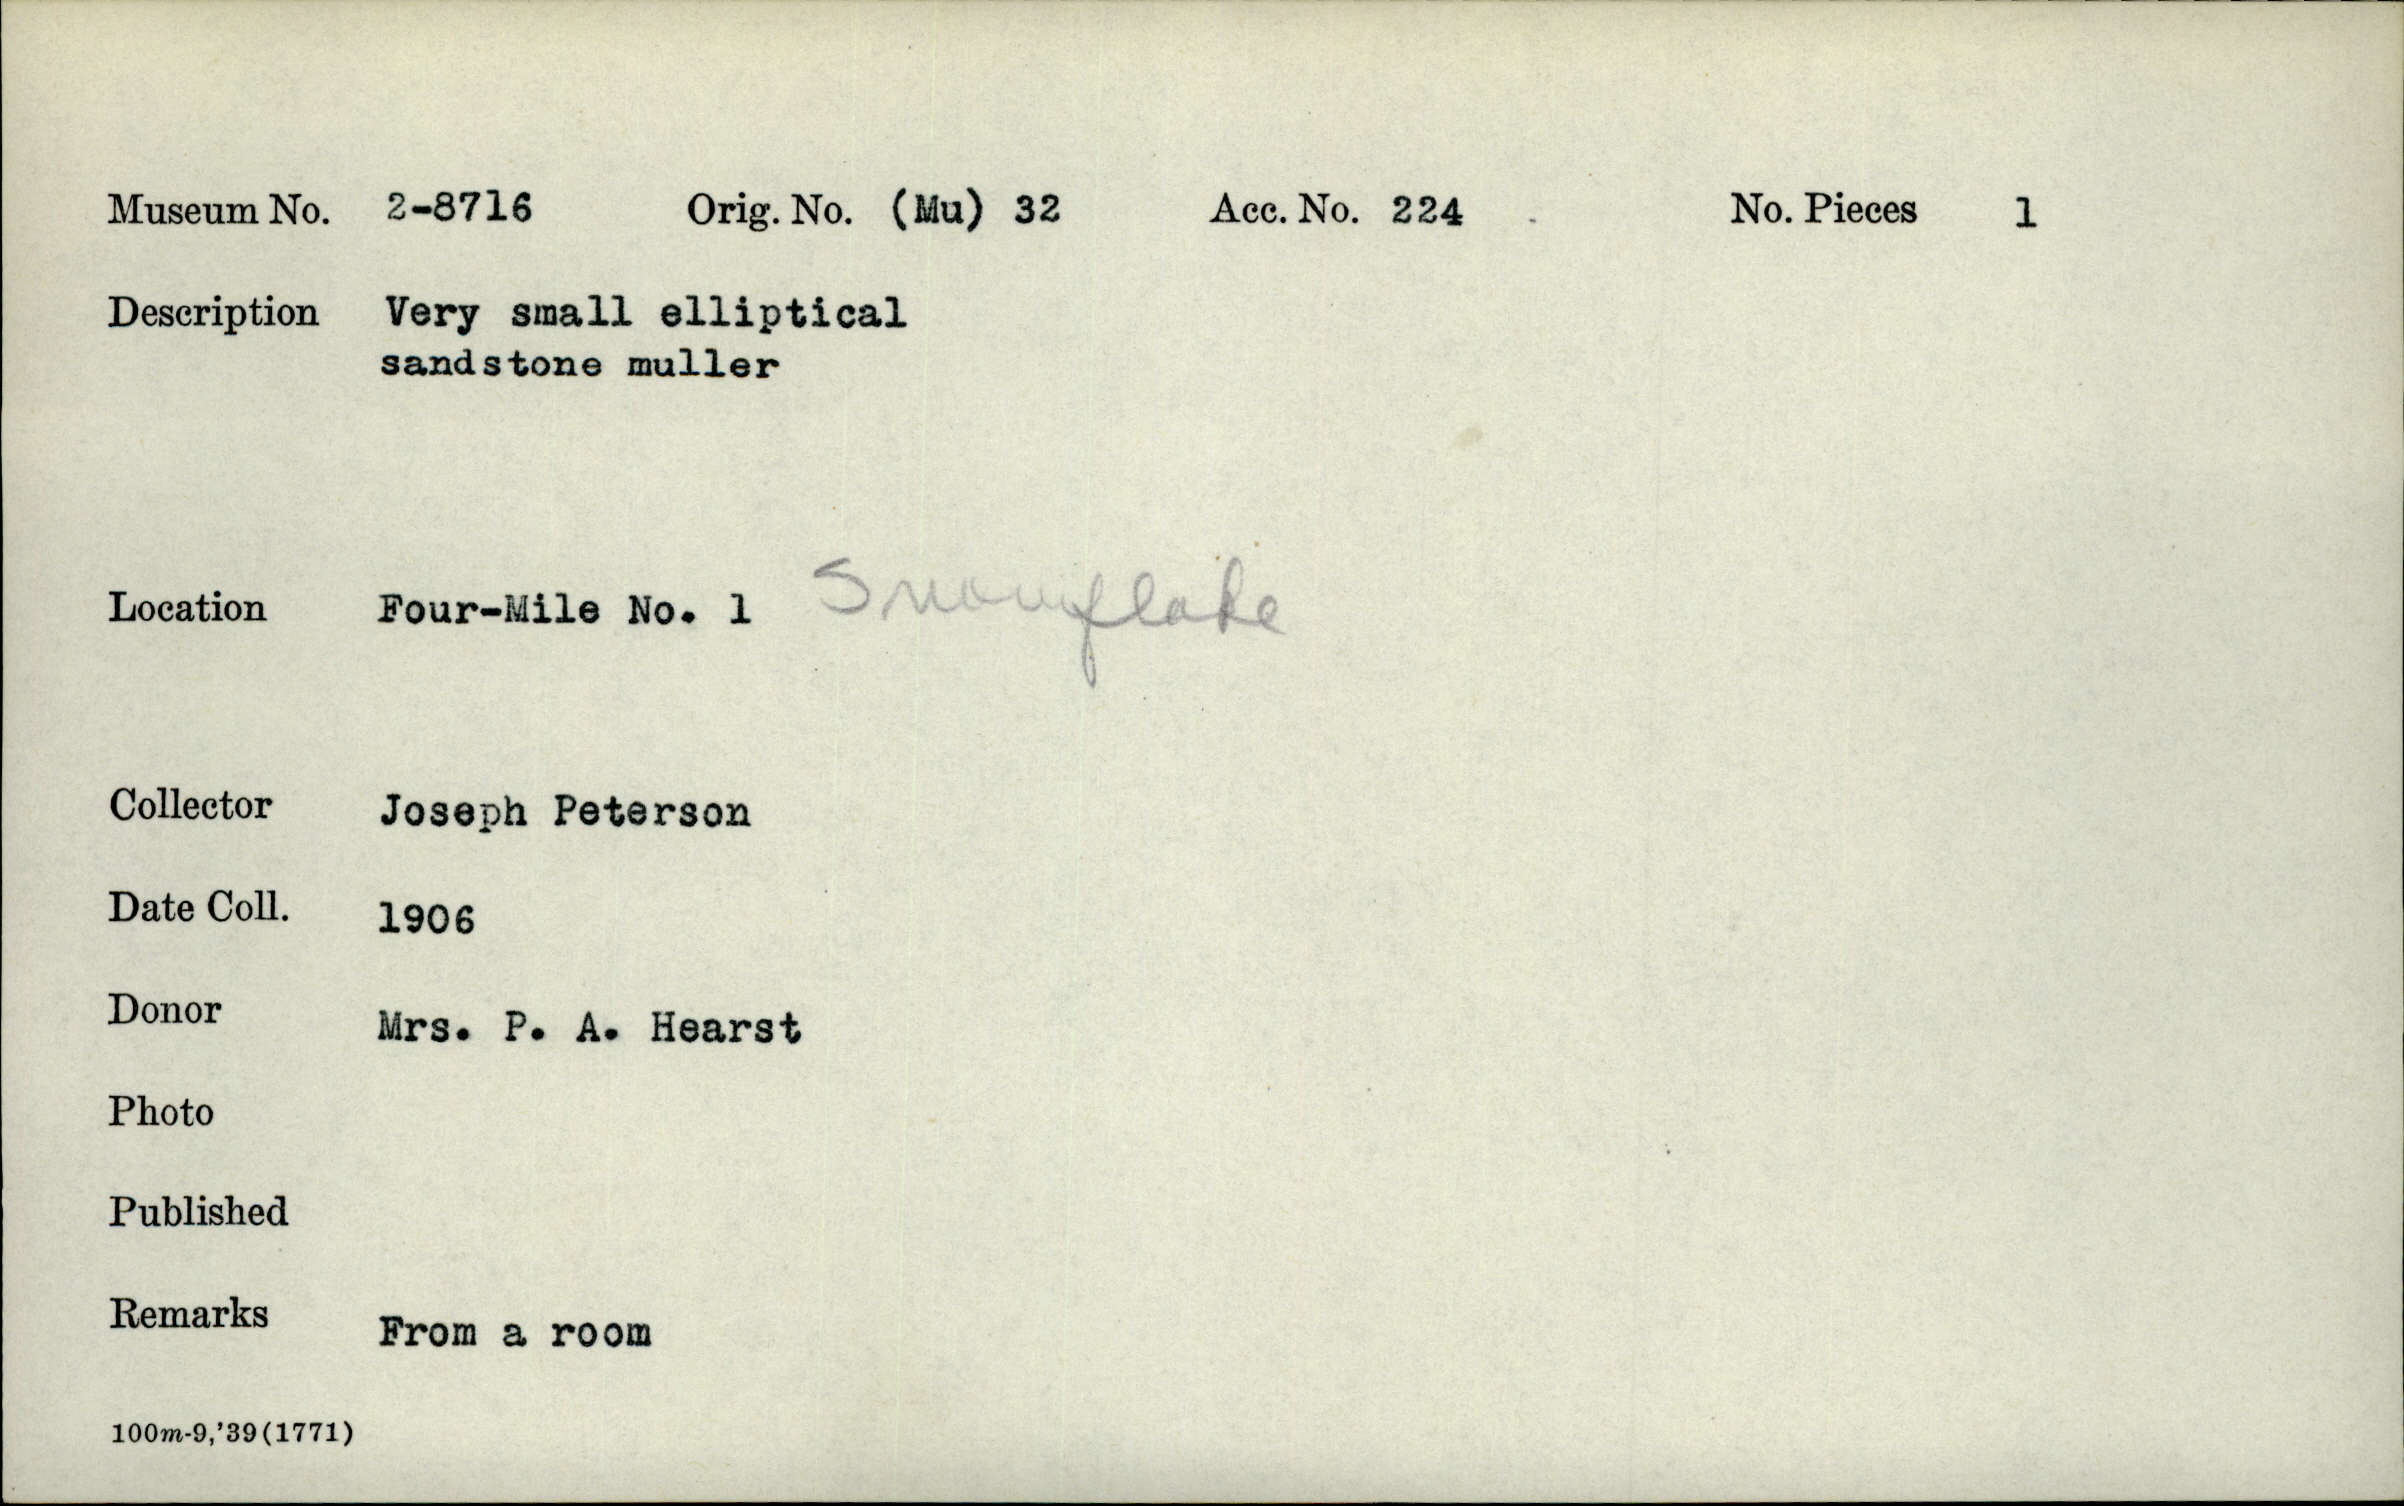 Museum No. 2-8716 Orig. No. (Mu) 32 Acc. No. 224 No. Pieces 1
Description Very small elliptical
sandstone muller
Location Four-Mile No. 1 Snowflake
Collector Joseph Peterson
Date Coll. 1906
Donor Mrs. P. A. Hearst
Photo
Published
Remarks From a room
100m-9,'39(1771)